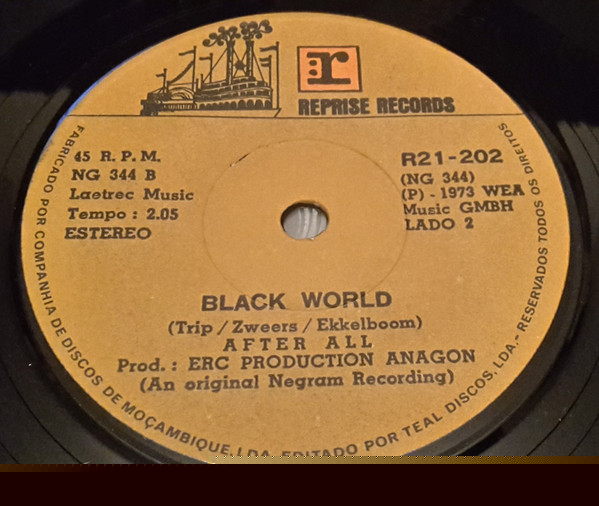 r
REPRISE RECORDS
45 R. P. M.
NG 344 B
Laetrec Music
Tempo : 2.05
ESTEREO
R21-202
(NG 344)
(P) - 1973 WEA
Music GMBH
LADO 2
BLACK WORLD
(Trip / Zweers / Ekkelboom)
AFTER ALL
Prod. : ERC PRODUCTION ANAGON
(An original Negram Recording)
FABRICADO POR COMPANHIA DE DISCOS DE MOÇAMBIQUE, LDA. EDITADO POR TEAL DISCOS, LDA. - RESERVADOS TODOS OS DIREITOS